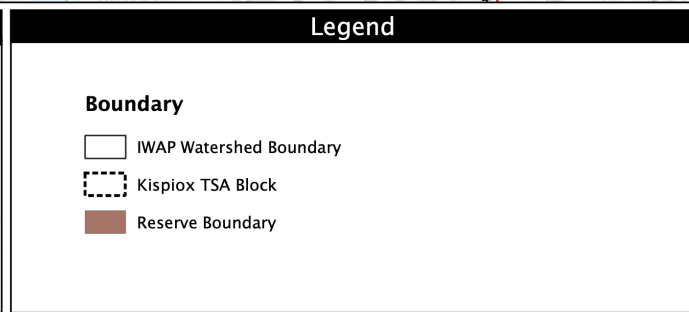 Legend
Boundary
IWAP Watershed Boundary
Kispiox TSA Block
Reserve Boundary